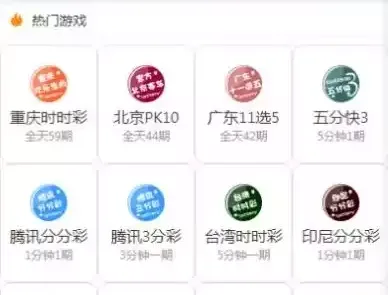 热门游戏
重庆时时彩
全天59期
北京PK10
全天44期
广东11选5
全天42期
五分快3
5分钟1期
腾讯分分彩
1分钟1期
腾讯3分彩
3分钟一期
台湾时时彩
5分钟一期
印尼分分彩
1分钟1期